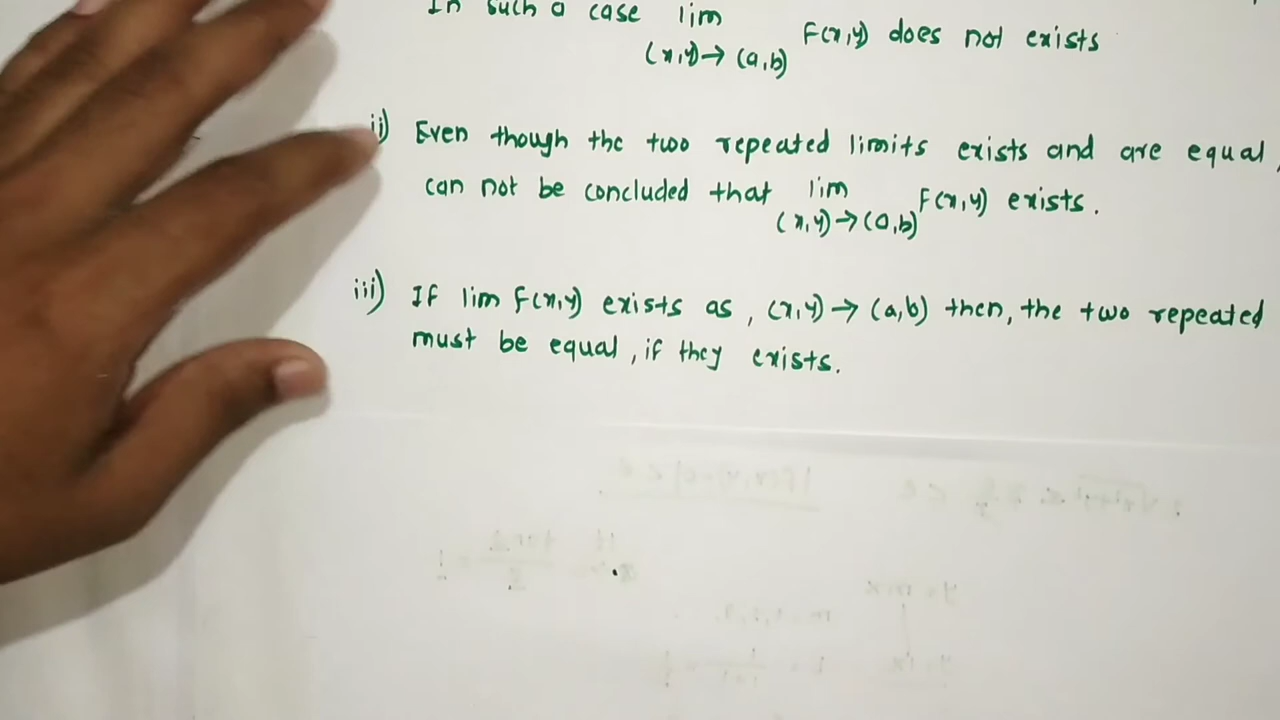 In such a case lim F(x,y) does not exists
(x,y)→ (a,b)
ii) Even though the two repeated limits exists and are equal,
can not be concluded that lim F(x,y) exists.
(x,y)→(a,b)
iii) If lim F(x,y) exists as, (x,y)→ (a,b) then, the two repeated
must be equal, if they exists.